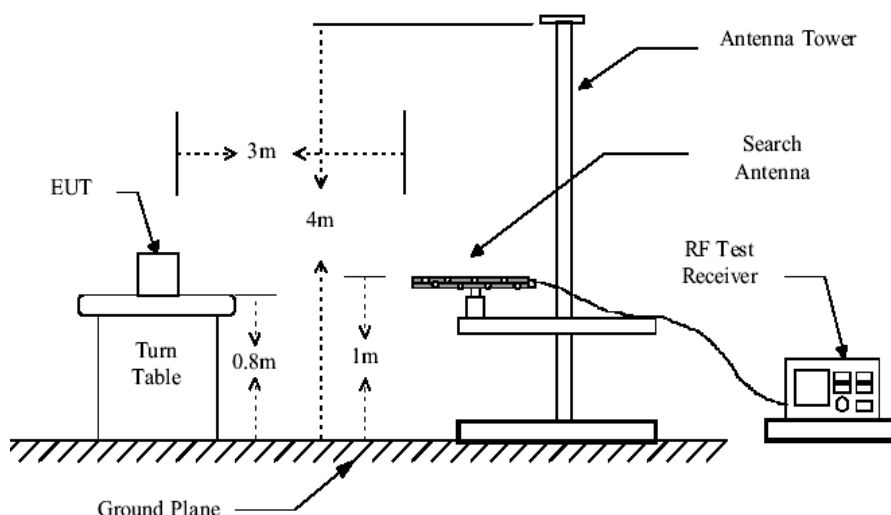 Antenna Tower
3m
Search
Antenna
EUT
4m
RF Test
Receiver
Turn
Table
0.8m
1m
Ground Plane